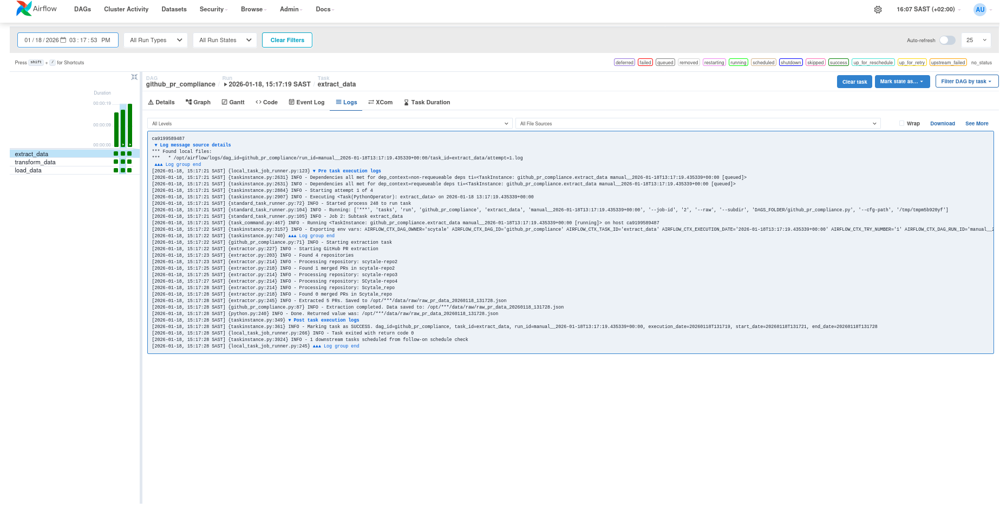 Airflow
DAGs
Cluster Activity
Datasets
Security
Browse
Admin
Docs
16:07 SAST (+02:00)
AU
01 / 18 / 2026 03 : 17 : 53 PM
All Run Types
All Run States
Clear Filters
Auto-refresh
25
Press shift + / for Shortcuts
deferred
failed
queued
removed
restarting
running
scheduled
shutdown
skipped
success
up_for_reschedule
up_for_retry
upstream_failed
no_status
Duration
00:00:19
00:00:09
00:00:00
extract_data
transform_data
load_data
DAG
github_pr_compliance
/
Run
2026-01-18, 15:17:19 SAST
/
Task
extract_data
Clear task
Mark state as...
Filter DAG by task
Details
Graph
Gantt
Code
Event Log
Logs
XCom
Task Duration
All Levels
All File Sources
Wrap
Download
See More
ca9199589487
▼ Log message source details
*** Found local files:
***   * /opt/airflow/logs/dag_id=github_pr_compliance/run_id=manual__2026-01-18T13:17:19.435339+00:00/task_id=extract_data/attempt=1.log
▲▲▲ Log group end
[2026-01-18, 15:17:21 SAST] {local_task_job_runner.py:123} ▼ Pre task execution logs
[2026-01-18, 15:17:21 SAST] {taskinstance.py:2631} INFO - Dependencies all met for dep_context=non-requeueable deps ti=<TaskInstance: github_pr_compliance.extract_data manual__2026-01-18T13:17:19.435339+00:00 [queued]>
[2026-01-18, 15:17:21 SAST] {taskinstance.py:2631} INFO - Dependencies all met for dep_context=requeueable deps ti=<TaskInstance: github_pr_compliance.extract_data manual__2026-01-18T13:17:19.435339+00:00 [queued]>
[2026-01-18, 15:17:21 SAST] {taskinstance.py:2884} INFO - Starting attempt 1 of 4
[2026-01-18, 15:17:21 SAST] {taskinstance.py:2907} INFO - Executing <Task(PythonOperator): extract_data> on 2026-01-18 13:17:19.435339+00:00
[2026-01-18, 15:17:21 SAST] {standard_task_runner.py:72} INFO - Started process 248 to run task
[2026-01-18, 15:17:21 SAST] {standard_task_runner.py:104} INFO - Running: ['***', 'tasks', 'run', 'github_pr_compliance', 'extract_data', 'manual__2026-01-18T13:17:19.435339+00:00', '--job-id', '2', '--raw', '--subdir', 'DAGS_FOLDER/github_pr_compliance.py', '--cfg-path', '/tmp/tmpm5b920yf']
[2026-01-18, 15:17:21 SAST] {standard_task_runner.py:105} INFO - Job 2: Subtask extract_data
[2026-01-18, 15:17:21 SAST] {task_command.py:467} INFO - Running <TaskInstance: github_pr_compliance.extract_data manual__2026-01-18T13:17:19.435339+00:00 [running]> on host ca9199589487
[2026-01-18, 15:17:22 SAST] {taskinstance.py:3157} INFO - Exporting env vars: AIRFLOW_CTX_DAG_OWNER='scytale' AIRFLOW_CTX_DAG_ID='github_pr_compliance' AIRFLOW_CTX_TASK_ID='extract_data' AIRFLOW_CTX_EXECUTION_DATE='2026-01-18T13:17:19.435339+00:00' AIRFLOW_CTX_TRY_NUMBER='1' AIRFLOW_CTX_DAG_RUN_ID='manual__2
[2026-01-18, 15:17:22 SAST] {taskinstance.py:740} ▲▲▲ Log group end
[2026-01-18, 15:17:22 SAST] {github_pr_compliance.py:71} INFO - Starting extraction task
[2026-01-18, 15:17:22 SAST] {extractor.py:227} INFO - Starting GitHub PR extraction
[2026-01-18, 15:17:23 SAST] {extractor.py:203} INFO - Found 4 repositories
[2026-01-18, 15:17:23 SAST] {extractor.py:214} INFO - Processing repository: scytale-repo2
[2026-01-18, 15:17:25 SAST] {extractor.py:218} INFO - Found 1 merged PRs in scytale-repo2
[2026-01-18, 15:17:25 SAST] {extractor.py:214} INFO - Processing repository: scytale-repo3
[2026-01-18, 15:17:27 SAST] {extractor.py:214} INFO - Processing repository: SCytale-repo4
[2026-01-18, 15:17:28 SAST] {extractor.py:214} INFO - Processing repository: Scytale_repo
[2026-01-18, 15:17:28 SAST] {extractor.py:218} INFO - Found 0 merged PRs in Scytale_repo
[2026-01-18, 15:17:28 SAST] {extractor.py:245} INFO - Extracted 5 PRs. Saved to /opt/***/data/raw/raw_pr_data_20260118_131728.json
[2026-01-18, 15:17:28 SAST] {github_pr_compliance.py:87} INFO - Extraction completed. Data saved to: /opt/***/data/raw/raw_pr_data_20260118_131728.json
[2026-01-18, 15:17:28 SAST] {python.py:240} INFO - Done. Returned value was: /opt/***/data/raw/raw_pr_data_20260118_131728.json
[2026-01-18, 15:17:28 SAST] {taskinstance.py:349} ▼ Post task execution logs
[2026-01-18, 15:17:28 SAST] {taskinstance.py:361} INFO - Marking task as SUCCESS. dag_id=github_pr_compliance, task_id=extract_data, run_id=manual__2026-01-18T13:17:19.435339+00:00, execution_date=20260118T131719, start_date=20260118T131721, end_date=20260118T131728
[2026-01-18, 15:17:28 SAST] {local_task_job_runner.py:266} INFO - Task exited with return code 0
[2026-01-18, 15:17:28 SAST] {taskinstance.py:3924} INFO - 1 downstream tasks scheduled from follow-on schedule check
[2026-01-18, 15:17:28 SAST] {local_task_job_runner.py:245} ▲▲▲ Log group end